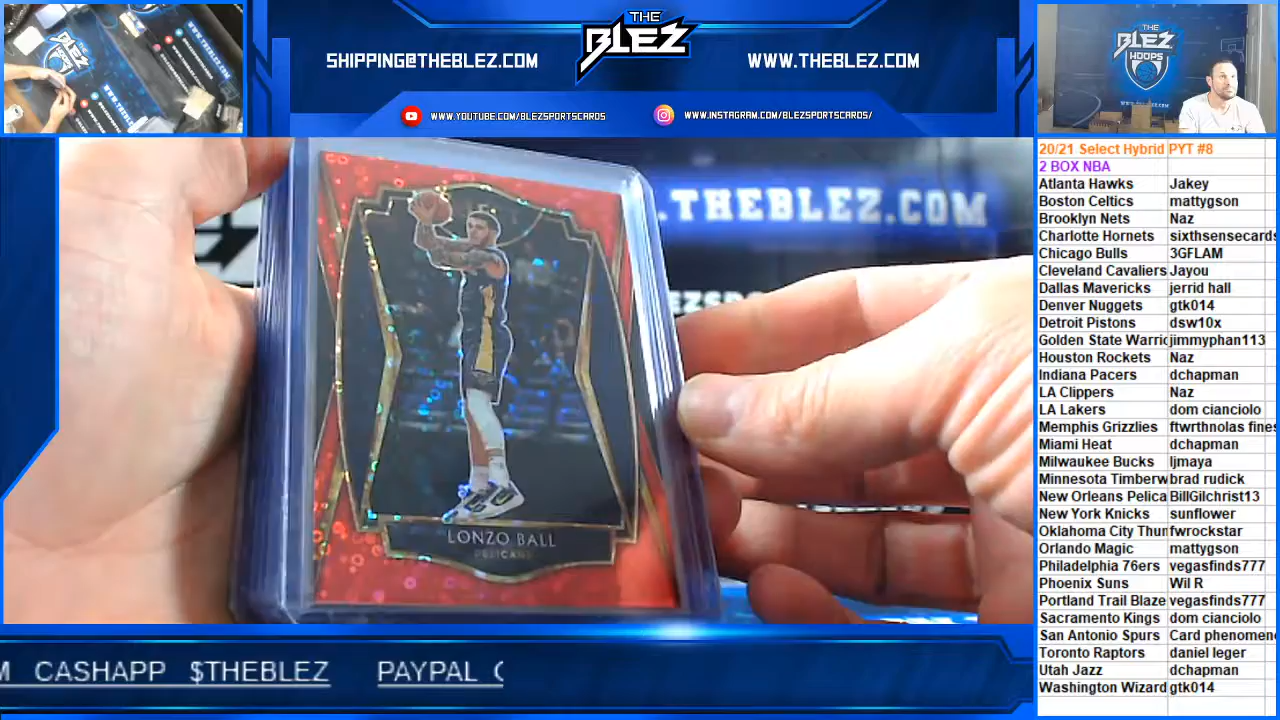 SHIPPING@THEBLEZ.COM
THE
BLEZ
WWW.THEBLEZ.COM
WWW.YOUTUBE.COM/BLEZSPORTSCARDS
WWW.INSTAGRAM.COM/BLEZSPORTSCARDS/
THE
BLEZ
HOOPS
.THEBLEZ.COM
LONZO BALL
PELICANS
20/21 Select Hybrid PYT #8
2 BOX NBA
Atlanta Hawks Jakey
Boston Celtics mattygson
Brooklyn Nets Naz
Charlotte Hornets sixthsensecards
Chicago Bulls 3GFLAM
Cleveland Cavaliers Jayou
Dallas Mavericks jerrid hall
Denver Nuggets gtk014
Detroit Pistons dsw10x
Golden State Warric jimmyphan113
Houston Rockets Naz
Indiana Pacers dchapman
LA Clippers Naz
LA Lakers dom cianciolo
Memphis Grizzlies ftwrthnolas fines
Miami Heat dchapman
Milwaukee Bucks ljmaya
Minnesota Timberw brad rudick
New Orleans Pelica BillGilchrist13
New York Knicks sunflower
Oklahoma City Thun fwrockstar
Orlando Magic mattygson
Philadelphia 76ers vegasfinds777
Phoenix Suns Wil R
Portland Trail Blaze vegasfinds777
Sacramento Kings dom cianciolo
San Antonio Spurs Card phenomen
Toronto Raptors daniel leger
Utah Jazz dchapman
Washington Wizard gtk014
M CASHAPP $THEBLEZ PAYPAL